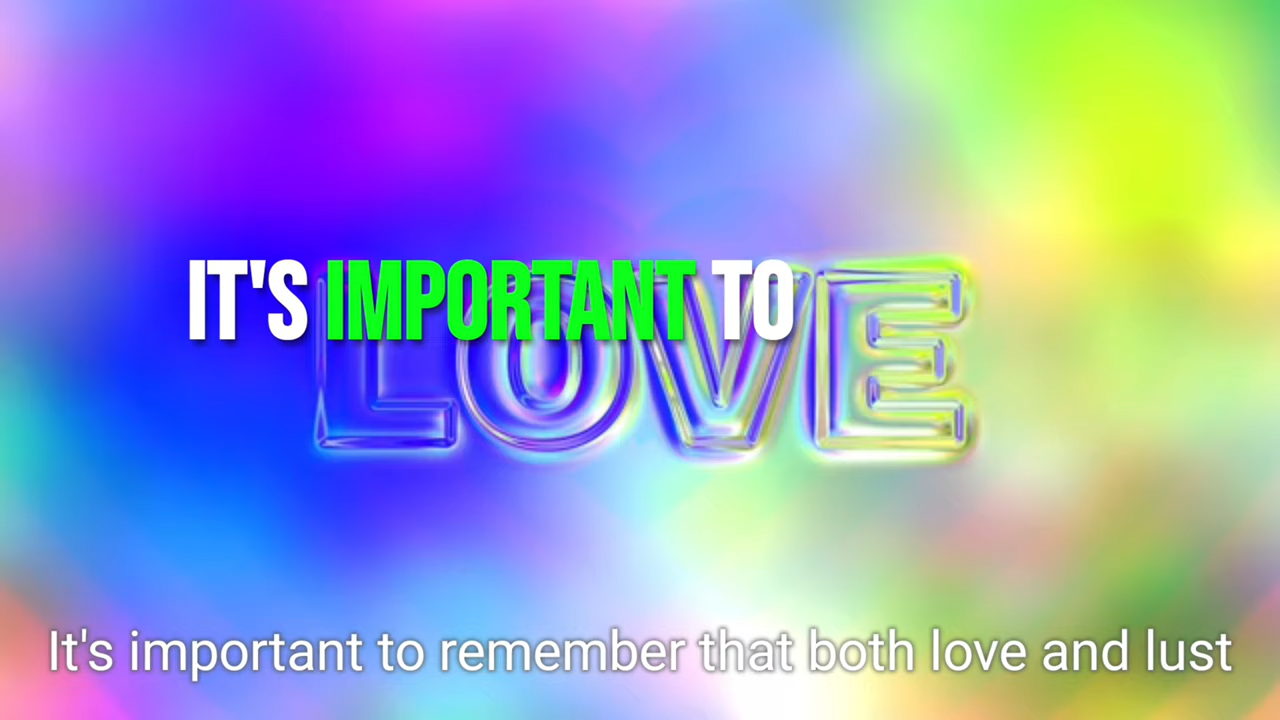 IT'S IMPORTANT TO
LOVE
It's important to remember that both love and lust